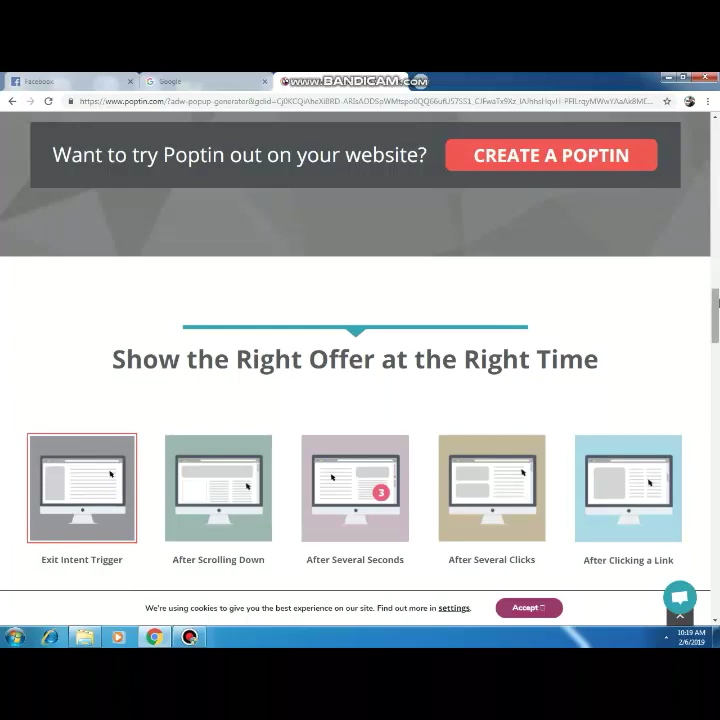 Facebook
Google
www.BANDICAM.com
Want to try Poptin out on your website?
CREATE A POPTIN
Show the Right Offer at the Right Time
3
Exit Intent Trigger
After Scrolling Down
After Several Seconds
After Several Clicks
After Clicking a Link
We're using cookies to give you the best experience on our site. Find out more in settings.
Accept
10:19 AM
2/6/2019